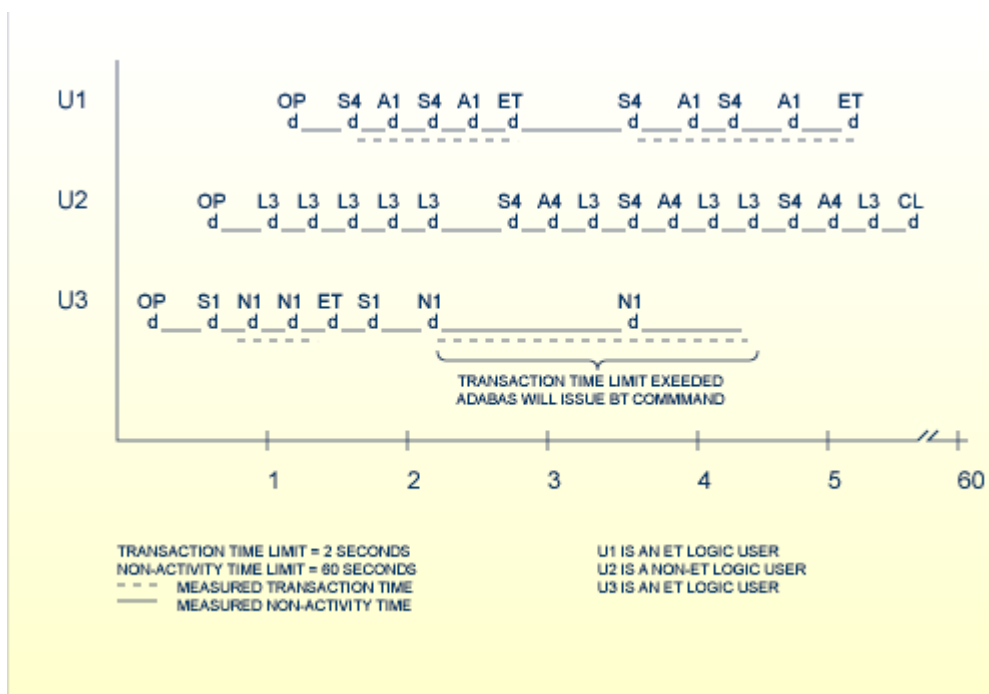 U1 OP S4 A1 S4 A1 ET S4 A1 S4 A1 ET
d d d d d d d d d d d
U2 OP L3 L3 L3 L3 L3 S4 A4 L3 S4 A4 L3 L3 S4 A4 L3 CL
d d d d d d d d d d d d d d d d d
U3 OP S1 N1 N1 ET S1 N1 N1
d d d d d d d d
TRANSACTION TIME LIMIT EXEEDED
ADABAS WILL ISSUE BT COMMMAND
1 2 3 4 5 60
TRANSACTION TIME LIMIT = 2 SECONDS
NON-ACTIVITY TIME LIMIT = 60 SECONDS
MEASURED TRANSACTION TIME
MEASURED NON-ACTIVITY TIME
U1 IS AN ET LOGIC USER
U2 IS A NON-ET LOGIC USER
U3 IS AN ET LOGIC USER